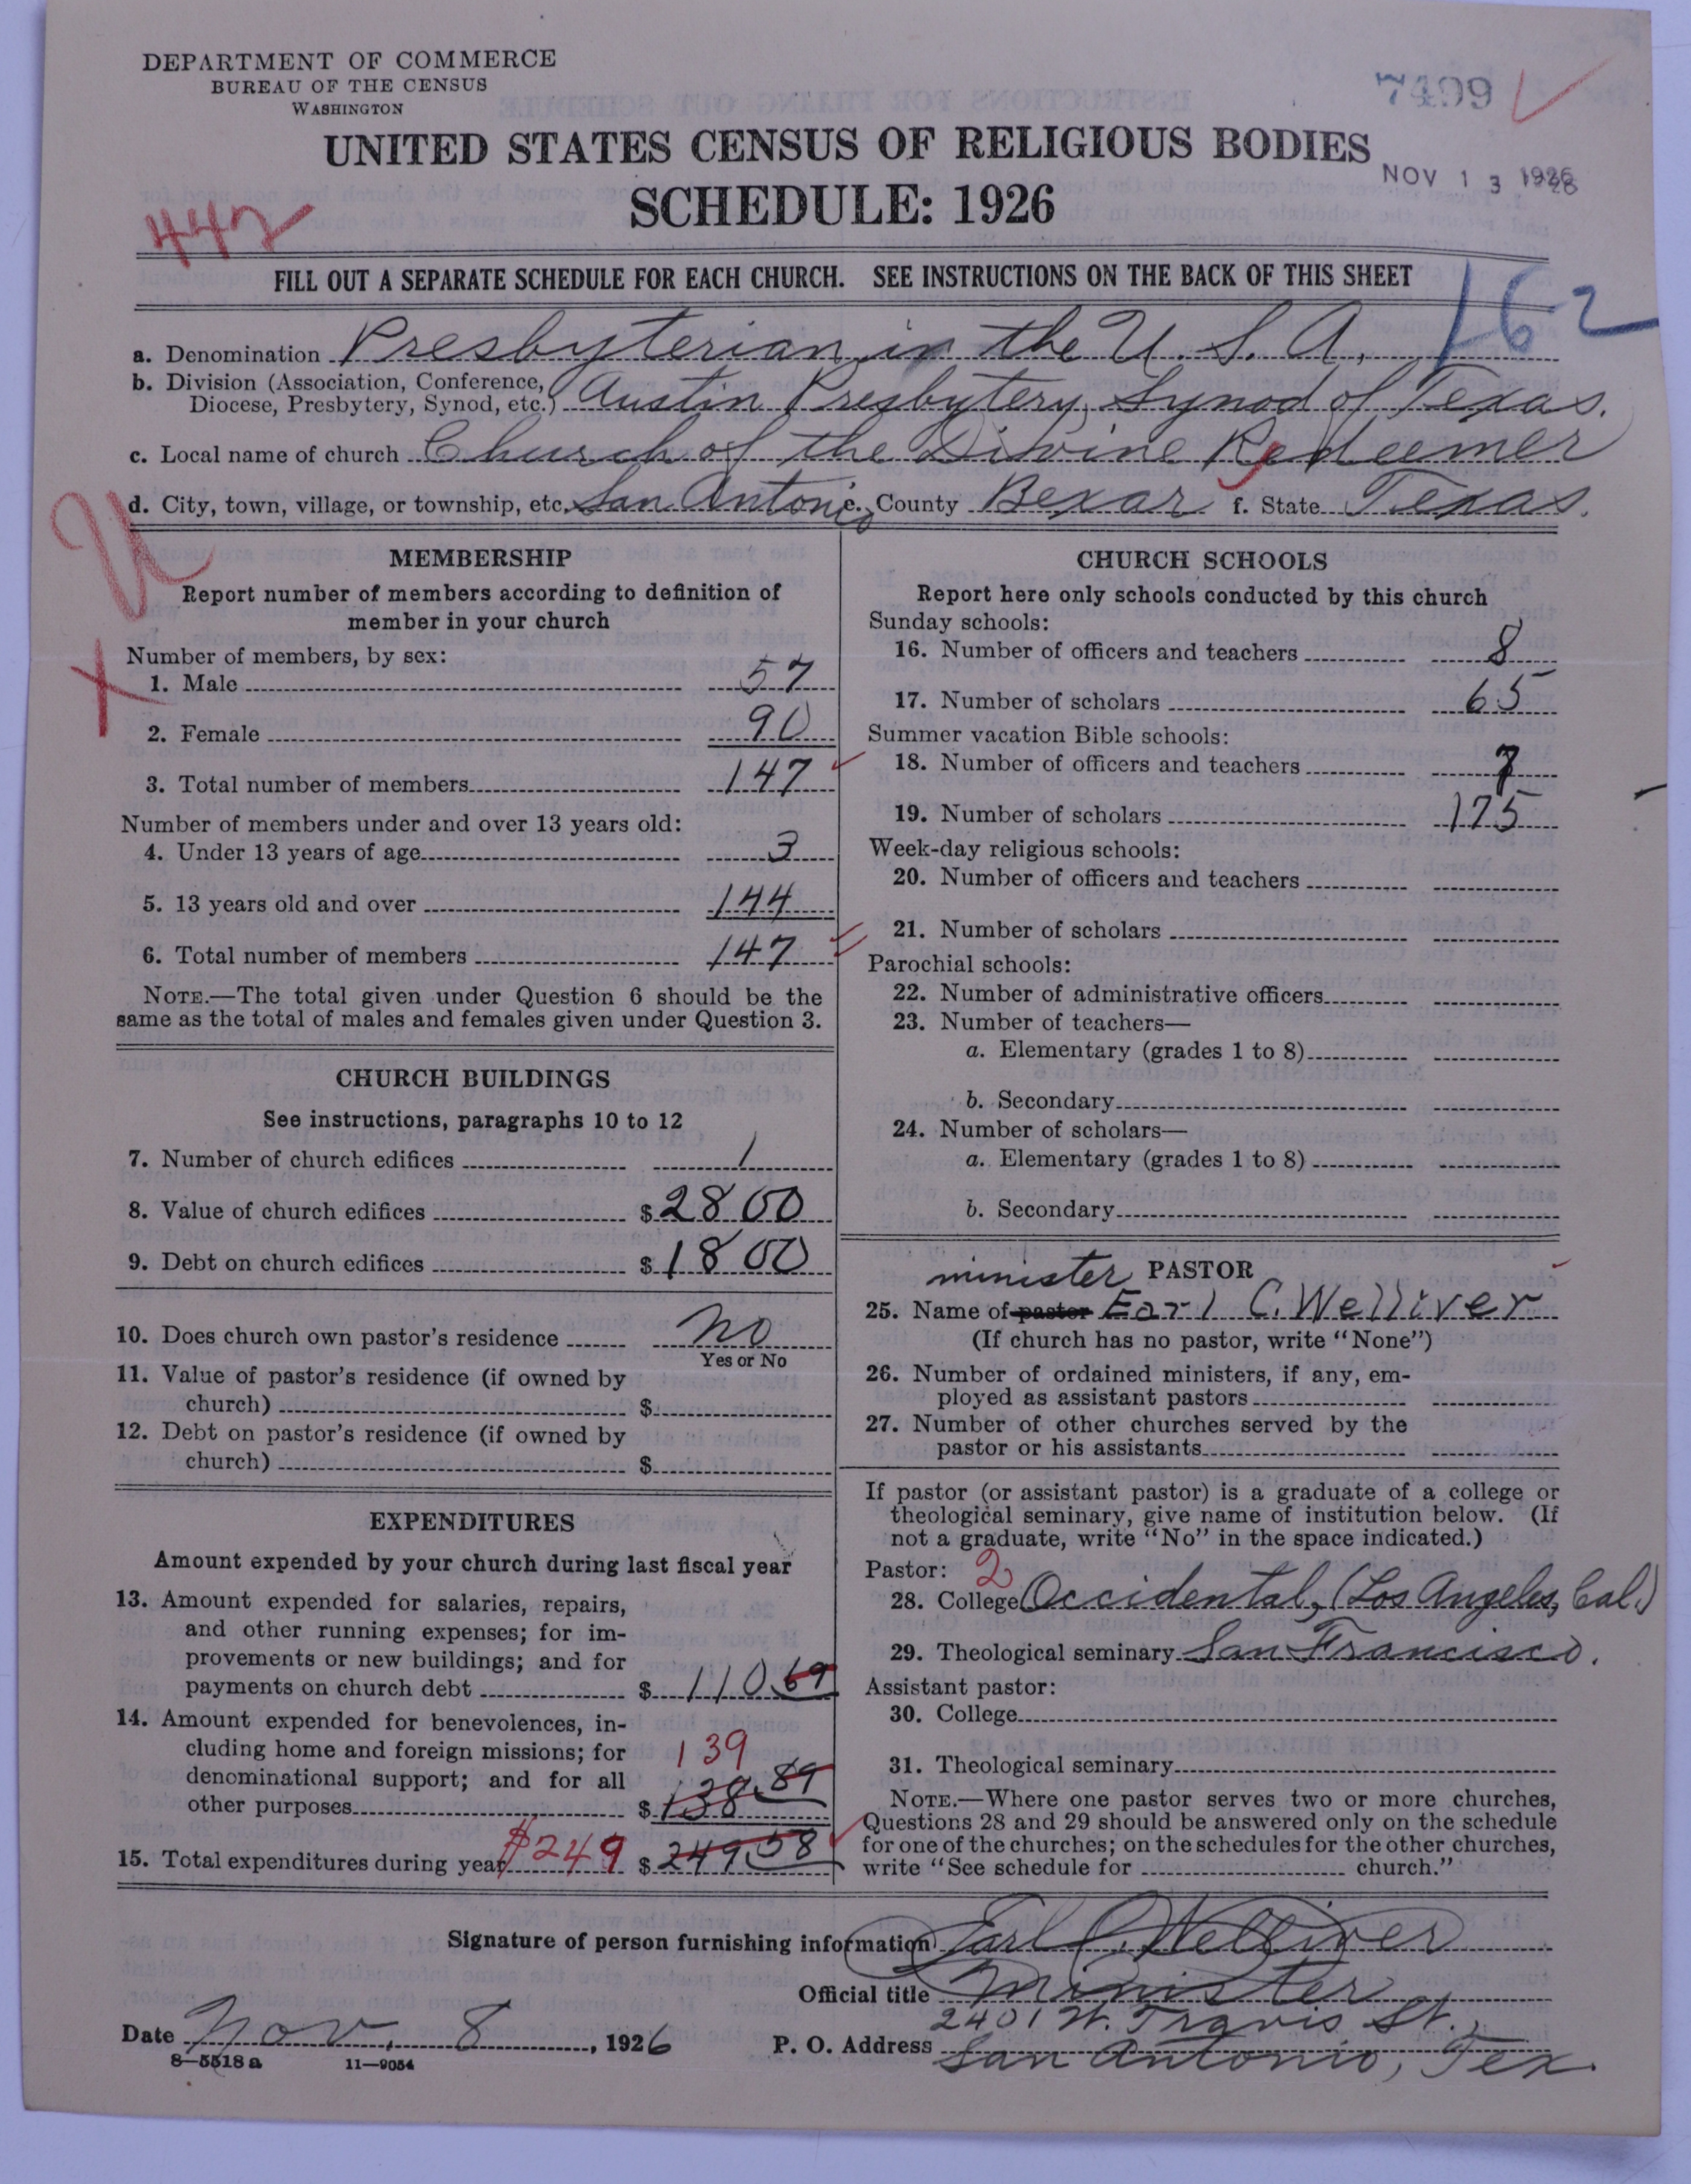 DEPARTMENT OF COMMERCE
BUREAU OF THE CENSUS
WASHINGTON
7499
UNITED STATES CENSUS OF RELIGIOUS BODIES
NOV 13 1926
SCHEDULE: 1926
442
FILL OUT A SEPARATE SCHEDULE FOR EACH CHURCH. SEE INSTRUCTIONS ON THE BACK OF THIS SHEET
162
a. Denomination Presbyterian in the U. S. A.
b. Division (Association, Conference, Diocese, Presbytery, Synod, etc.) Austin Presbytery, Synod of Texas.
c. Local name of church Church of the Divine Redeemer
d. City, town, village, or township, etc. San Antonio e. County Bexar f. State Texas.
U
X
MEMBERSHIP
Report number of members according to definition of
member in your church
Number of members, by sex:
1. Male 57
2. Female 90
3. Total number of members 147
Number of members under and over 13 years old:
4. Under 13 years of age 3
5. 13 years old and over 144
6. Total number of members 147
NOTE.—The total given under Question 6 should be the
same as the total of males and females given under Question 3.
CHURCH BUILDINGS
See instructions, paragraphs 10 to 12
7. Number of church edifices 1
8. Value of church edifices $2800
9. Debt on church edifices $1800
10. Does church own pastor's residence No
Yes or No
11. Value of pastor's residence (if owned by
church) $
12. Debt on pastor's residence (if owned by
church) $
EXPENDITURES
Amount expended by your church during last fiscal year
13. Amount expended for salaries, repairs,
and other running expenses; for im-
provements or new buildings; and for
payments on church debt $ 110.69
14. Amount expended for benevolences, in-
cluding home and foreign missions; for 139
denominational support; and for all
other purposes $138.89
15. Total expenditures during year $249 $249.58
CHURCH SCHOOLS
Report here only schools conducted by this church
Sunday schools:
16. Number of officers and teachers 8
17. Number of scholars 65
Summer vacation Bible schools:
18. Number of officers and teachers 7
19. Number of scholars 175
Week-day religious schools:
20. Number of officers and teachers
21. Number of scholars
Parochial schools:
22. Number of administrative officers
23. Number of teachers—
a. Elementary (grades 1 to 8)
b. Secondary
24. Number of scholars—
a. Elementary (grades 1 to 8)
b. Secondary
minister PASTOR
25. Name of pastor Earl C. Welliver
(If church has no pastor, write "None")
26. Number of ordained ministers, if any, em-
ployed as assistant pastors
27. Number of other churches served by the
pastor or his assistants
If pastor (or assistant pastor) is a graduate of a college or
theological seminary, give name of institution below. (If
not a graduate, write "No" in the space indicated.)
Pastor: 2
28. College Occidental, (Los Angeles, Cal.)
29. Theological seminary San Francisco.
Assistant pastor:
30. College
31. Theological seminary
NOTE.—Where one pastor serves two or more churches,
Questions 28 and 29 should be answered only on the schedule
for one of the churches; on the schedules for the other churches,
write "See schedule for church."
Signature of person furnishing information Earl C. Welliver
Official title Minister
Date Nov. 8, 1926
P. O. Address 2401 W. Travis St.,
San Antonio, Tex.
8—5518a 11—9054